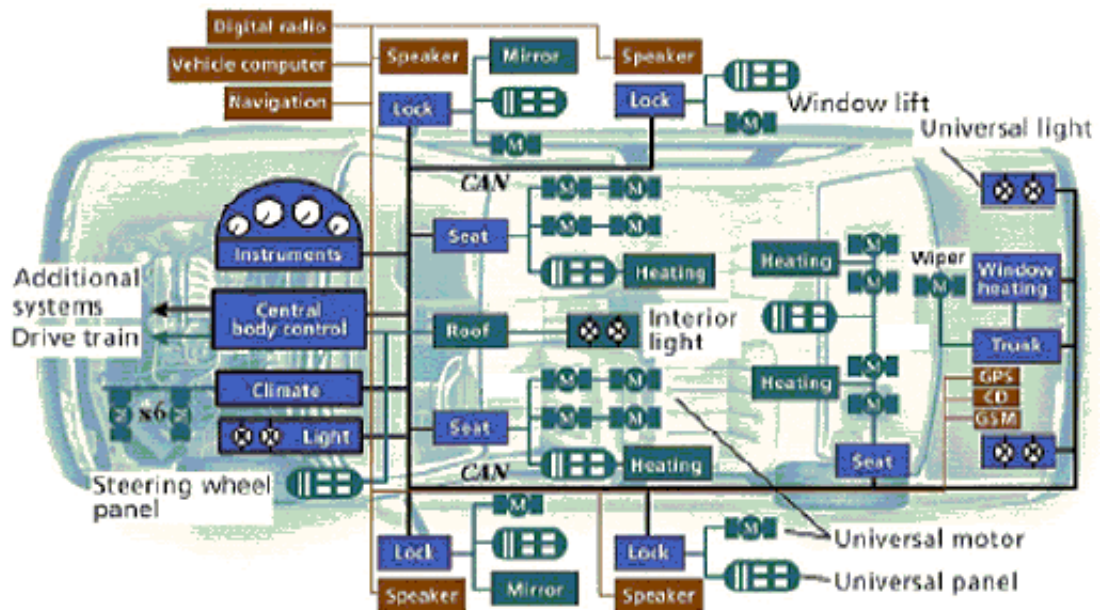 Digital radio
Speaker
Mirror
Speaker
Vehicle computer
Navigation
Lock
Lock
M
M
Window lift
Universal light
CAN
M
M
Seat
M
M
Instruments
Heating
Heating
M
M
Wiper
M
Window
heating
Additional
systems
Drive train
Central
body control
Roof
Interior
light
Trunk
Climate
M
M
Heating
M
M
GPS
CD
GSM
M
x6
M
Light
Seat
M
M
Steering wheel
panel
CAN
Heating
Seat
M
Lock
Lock
M
Universal motor
Speaker
Mirror
Speaker
Universal panel